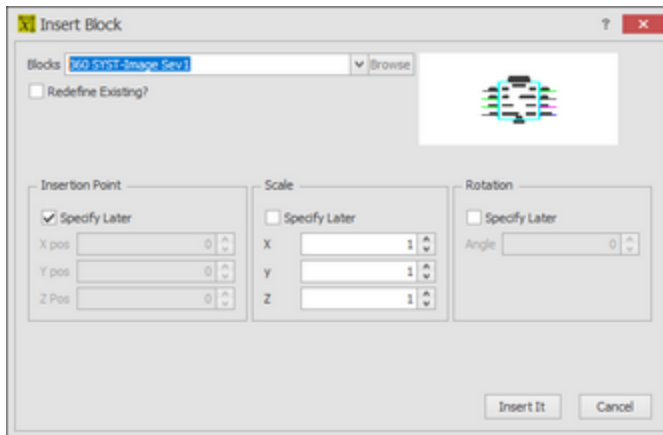 Insert Block
?
Blocks 360 SYST-Image Sev1 Browse
Redefine Existing?
Insertion Point
Specify Later
X pos 0
Y pos 0
Z Pos 0
Scale
Specify Later
X 1
y 1
Z 1
Rotation
Specify Later
Angle 0
Insert It Cancel